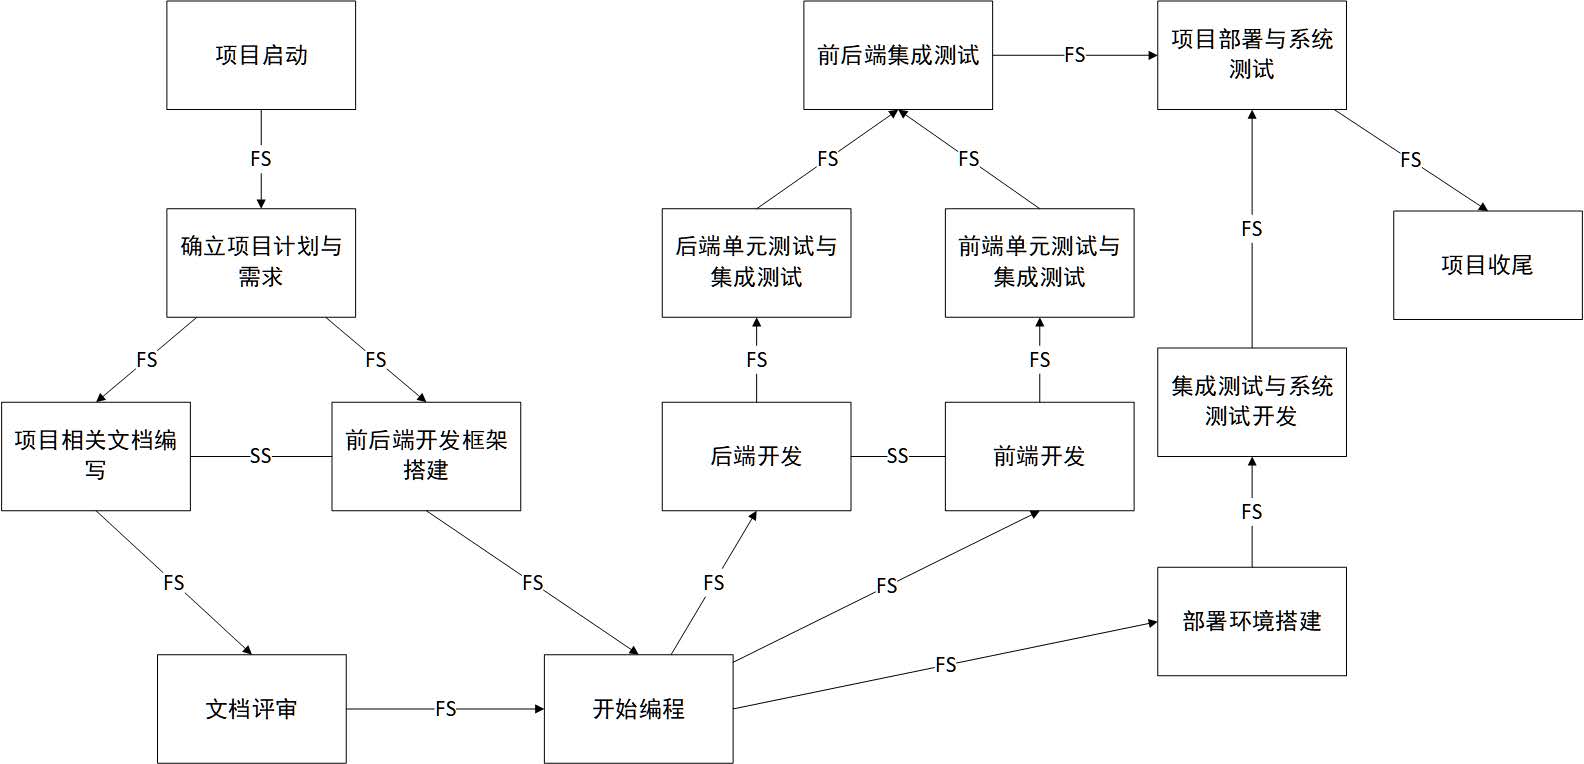 项目启动
前后端集成测试
FS
项目部署与系统
测试
FS
FS
FS
FS
确立项目计划与
需求
后端单元测试与
集成测试
前端单元测试与
集成测试
FS
项目收尾
FS
FS
FS
FS
集成测试与系统
测试开发
项目相关文档编
写
SS
前后端开发框架
搭建
后端开发
SS
前端开发
FS
FS
FS
FS
FS
部署环境搭建
FS
文档评审
FS
开始编程